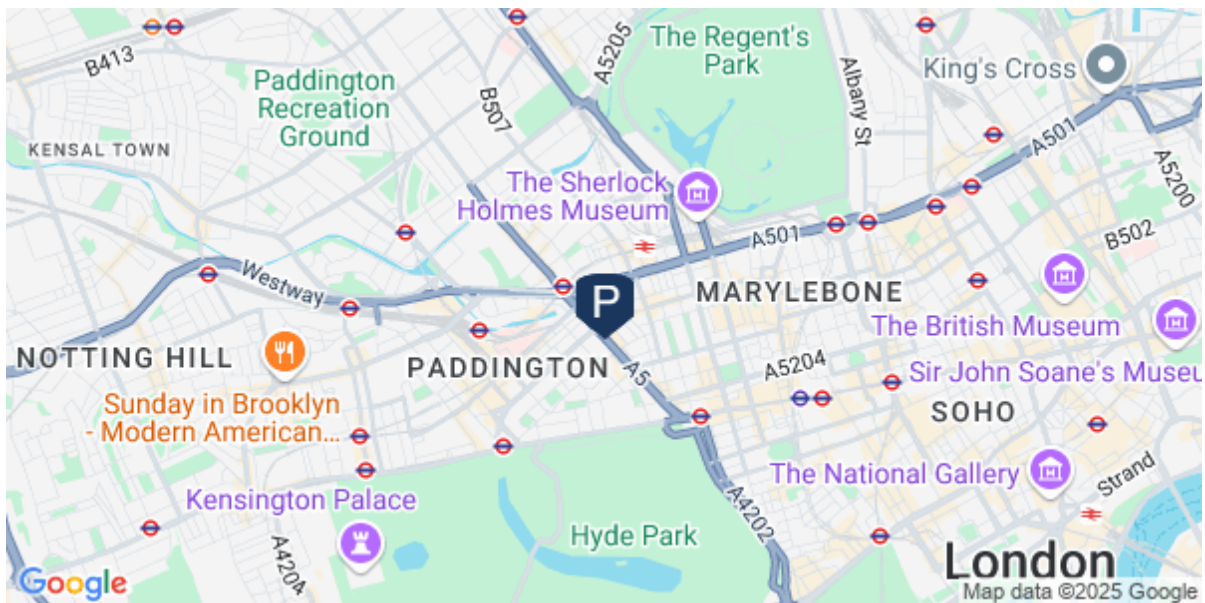 B413
A5205
The Regent's
Park
King's Cross
Paddington
Recreation
Ground
B507
Albany St
A501
KENSAL TOWN
A5200
The Sherlock
Holmes Museum
A501
B502
Westway
P
MARYLEBONE
The British Museum
NOTTING HILL
PADDINGTON
A5
A5204
Sir John Soane's Museu
Sunday in Brooklyn
- Modern American...
SOHO
The National Gallery
Strand
Kensington Palace
A4202
Hyde Park
A4204
London
Google
Map data ©2025 Google